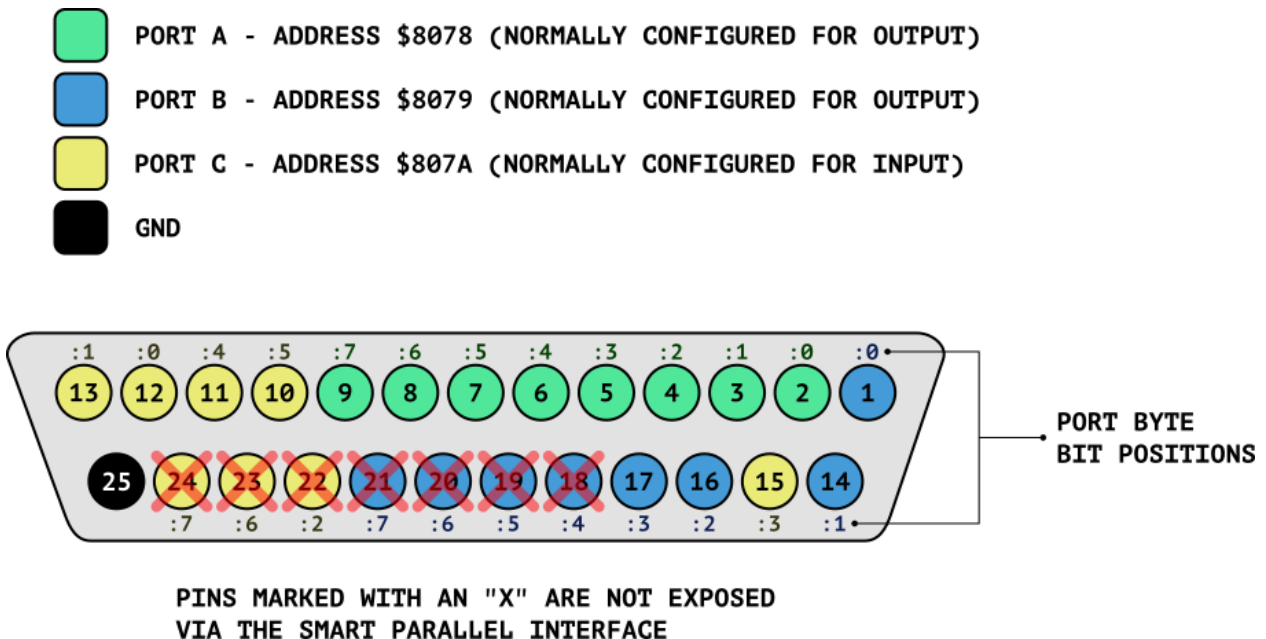 PORT A - ADDRESS $8078 (NORMALLY CONFIGURED FOR OUTPUT)
PORT B - ADDRESS $8079 (NORMALLY CONFIGURED FOR OUTPUT)
PORT C - ADDRESS $807A (NORMALLY CONFIGURED FOR INPUT)
GND
:1 :0 :4 :5 :7 :6 :5 :4 :3 :2 :1 :0 :0
13 12 11 10 9 8 7 6 5 4 3 2 1
PORT BYTE
BIT POSITIONS
25 24 23 22 21 20 19 18 17 16 15 14
:7 :6 :2 :7 :6 :5 :4 :3 :2 :3 :1
PINS MARKED WITH AN "X" ARE NOT EXPOSED
VIA THE SMART PARALLEL INTERFACE